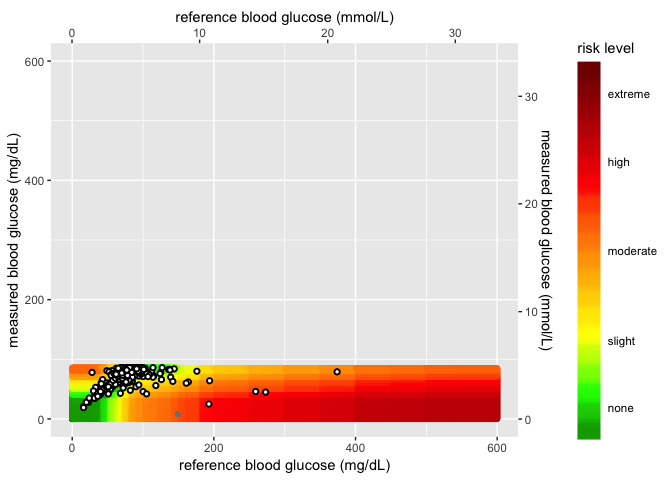 reference blood glucose (mmol/L)
0 10 20 30
risk level
extreme
high
moderate
slight
none
measured blood glucose (mg/dL)
600
400
200
0
30
20
10
0
measured blood glucose (mmol/L)
0 200 400 600
reference blood glucose (mg/dL)